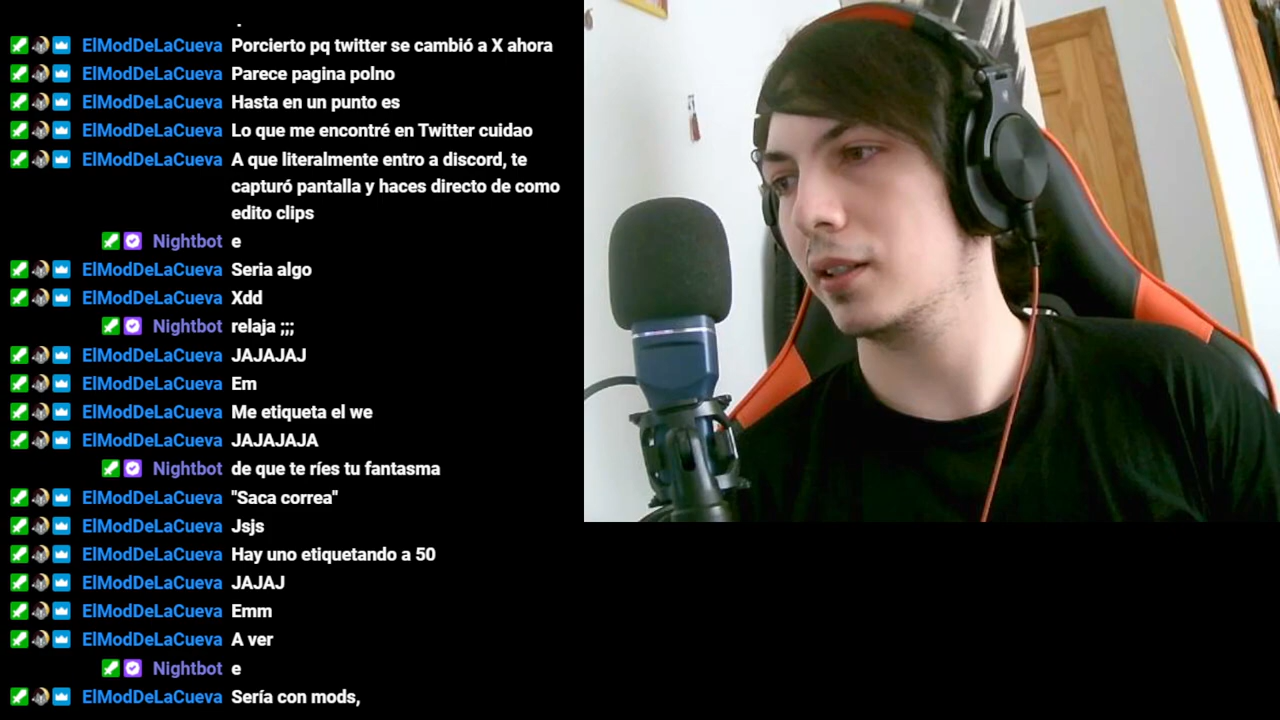 ElModDeLaCueva Porcierto pq twitter se cambió a X ahora
ElModDeLaCueva Parece pagina polno
ElModDeLaCueva Hasta en un punto es
ElModDeLaCueva Lo que me encontré en Twitter cuidao
ElModDeLaCueva A que literalmente entro a discord, te
capturó pantalla y haces directo de como
edito clips
Nightbot e
ElModDeLaCueva Seria algo
ElModDeLaCueva Xdd
Nightbot relaja ;;;
ElModDeLaCueva JAJAJAJ
ElModDeLaCueva Em
ElModDeLaCueva Me etiqueta el we
ElModDeLaCueva JAJAJAJA
Nightbot de que te ríes tu fantasma
ElModDeLaCueva "Saca correa"
ElModDeLaCueva Jsjs
ElModDeLaCueva Hay uno etiquetando a 50
ElModDeLaCueva JAJAJ
ElModDeLaCueva Emm
ElModDeLaCueva A ver
Nightbot e
ElModDeLaCueva Sería con mods,